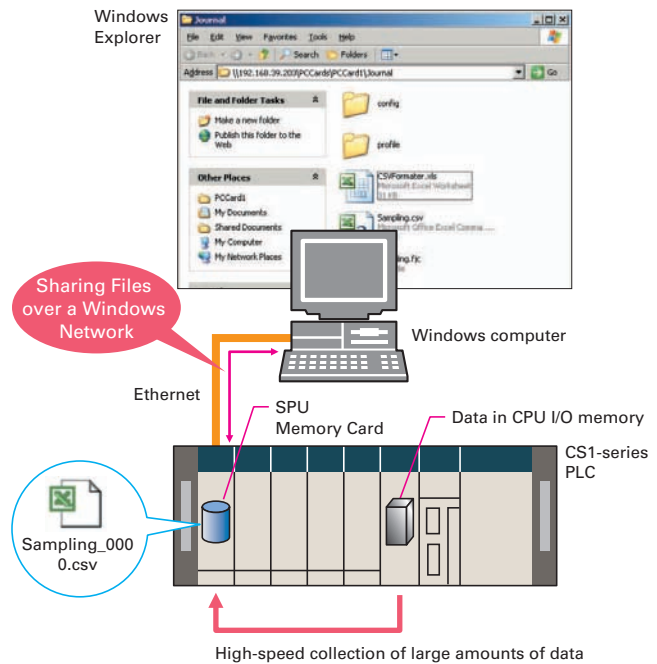 Windows
Explorer
Journal
File Edit View Favorites Tools Help
Back Search Folders
Address \\192.168.39.200\PCCards\PCCard1\Journal Go
File and Folder Tasks
Make a new folder
Publish this folder to the
Web
Other Places
PCCard1
My Documents
Shared Documents
My Computer
My Network Places
config
profile
CSVFormater.xls
Microsoft Excel Worksheet
31 KB
Sampling.csv
Microsoft Office Excel Comma ....
Sharing Files
over a Windows
Network
Windows computer
Ethernet
SPU
Memory Card
Data in CPU I/O memory
CS1-series
PLC
Sampling_000
0.csv
High-speed collection of large amounts of data